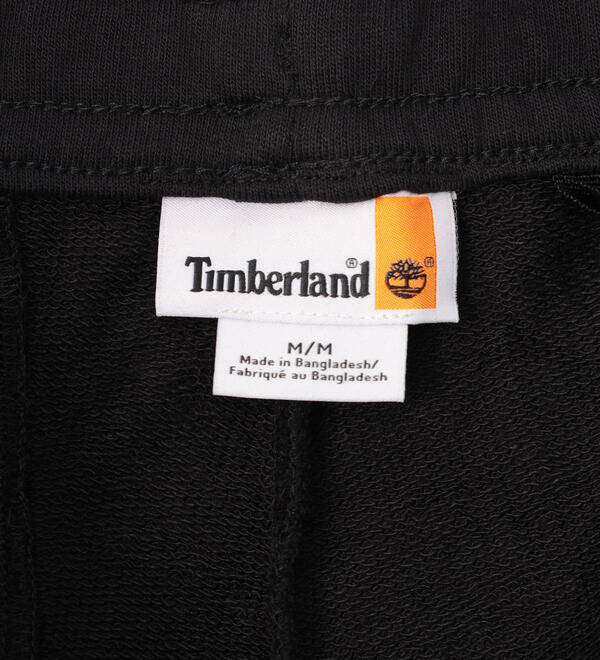 Timberland® ®
M/M
Made in Bangladesh/
Fabriqué au Bangladesh